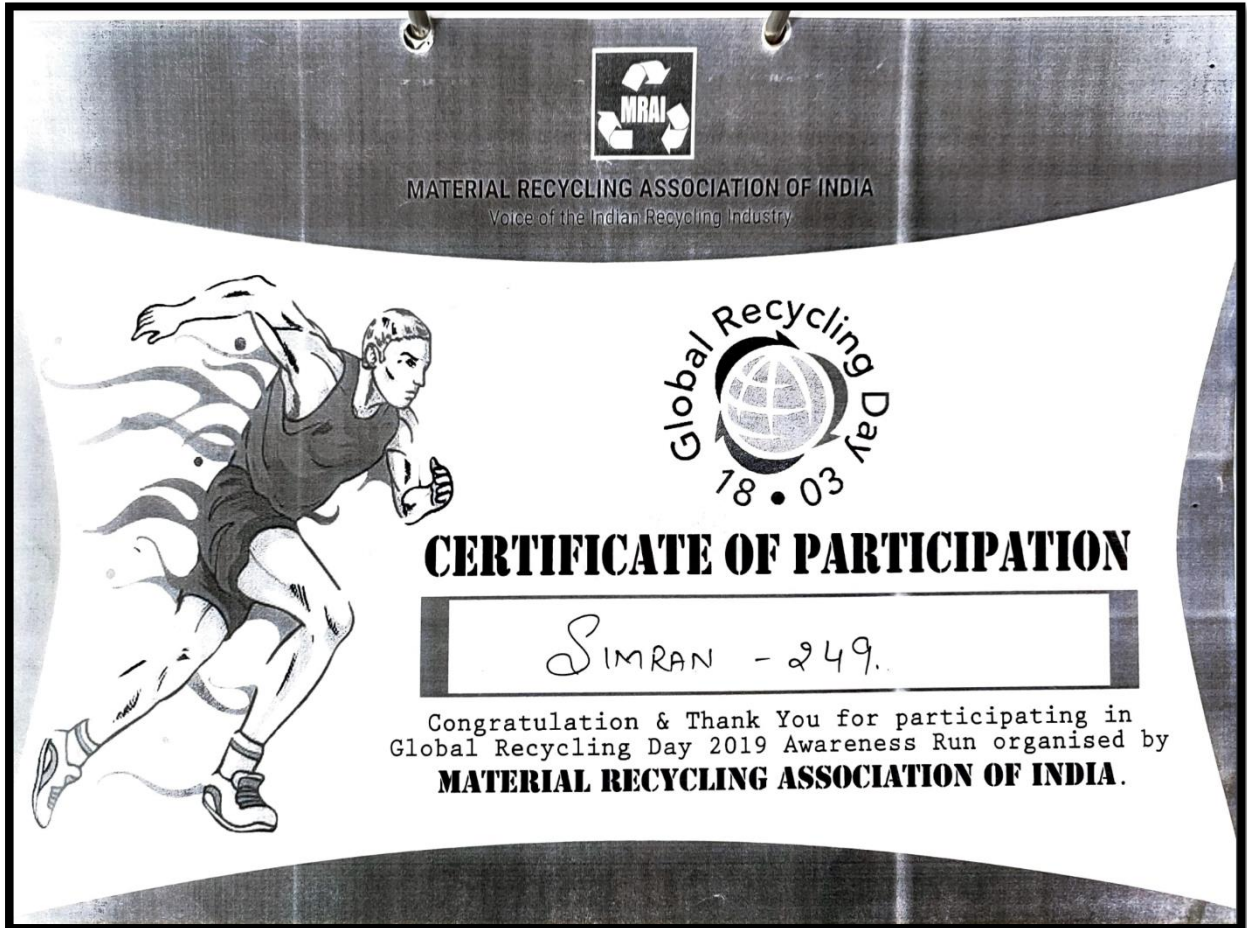 MRAI
MATERIAL RECYCLING ASSOCIATION OF INDIA
Voice of the Indian Recycling Industry
Global Recycling Day
18 • 03
CERTIFICATE OF PARTICIPATION
SIMRAN - 249.
Congratulation & Thank You for participating in
Global Recycling Day 2019 Awareness Run organised by
MATERIAL RECYCLING ASSOCIATION OF INDIA.